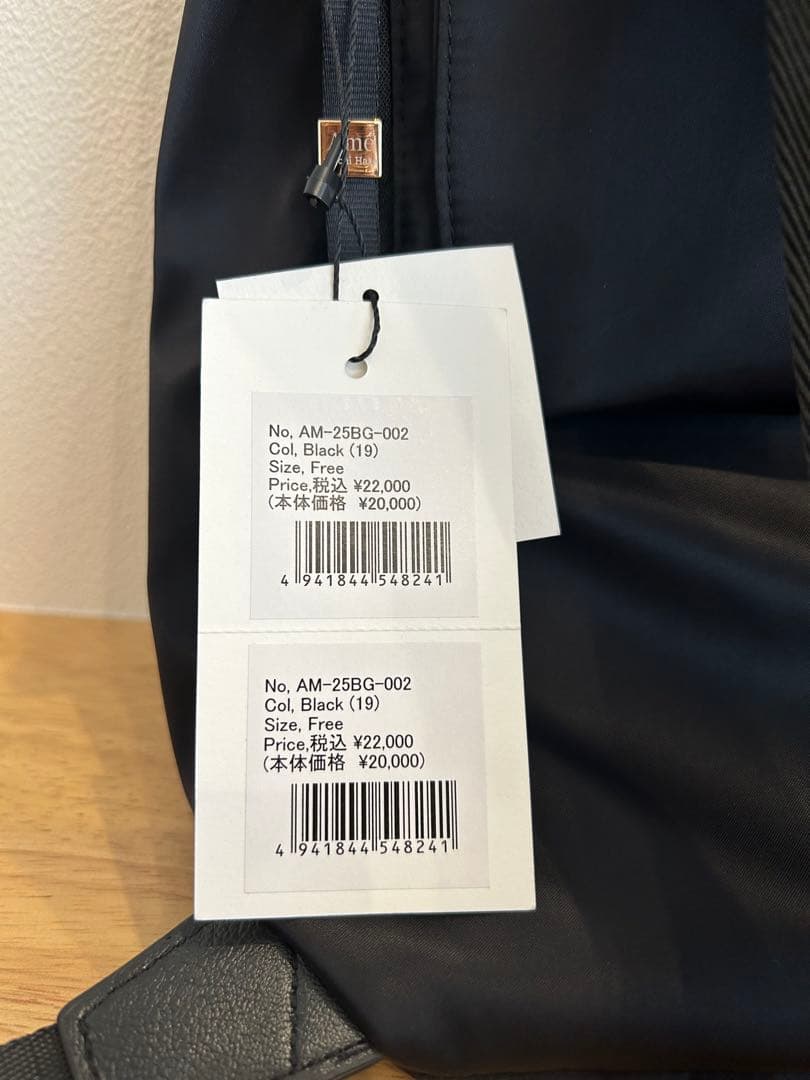 No, AM-25BG-002
Col, Black (19)
Size, Free
Price,税込 ¥22,000
(本体価格 ¥20,000)
4 941844 548241
No, AM-25BG-002
Col, Black (19)
Size, Free
Price,税込 ¥22,000
(本体価格 ¥20,000)
4 941844 548241